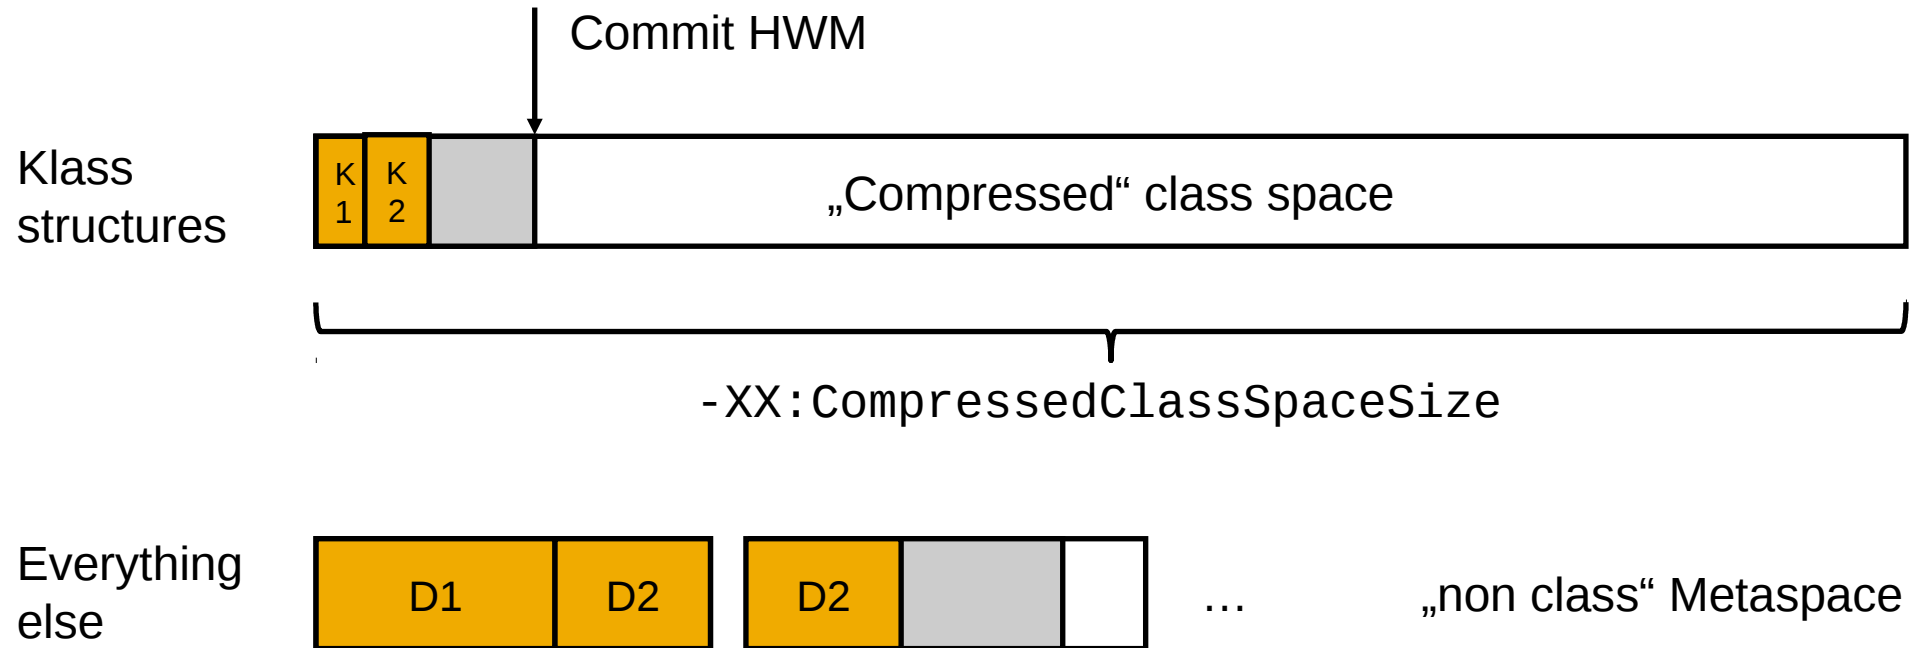 Commit HWM
Klass
structures
K
1
K
2
„Compressed“ class space
-XX:CompressedClassSpaceSize
Everything
else
D1
D2
D2
…
„non class“ Metaspace